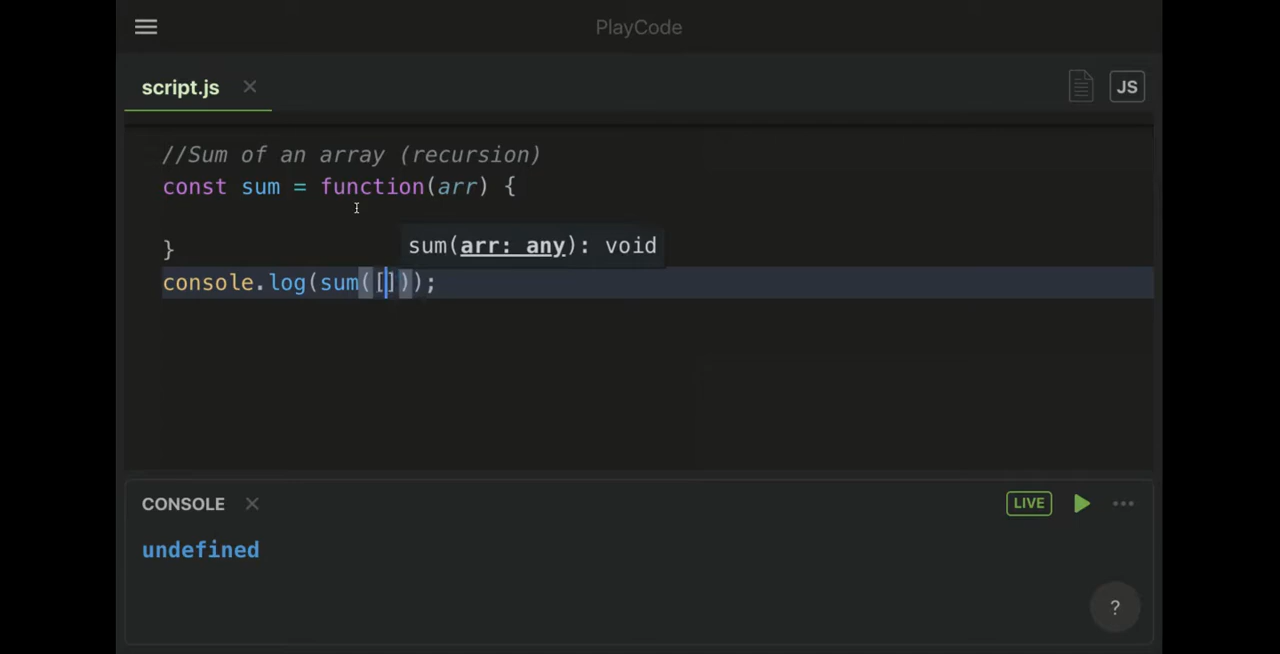 PlayCode
script.js
JS
//Sum of an array (recursion)
const sum = function(arr) {
}
sum(arr: any): void
console.log(sum([]));
CONSOLE
LIVE
undefined
?